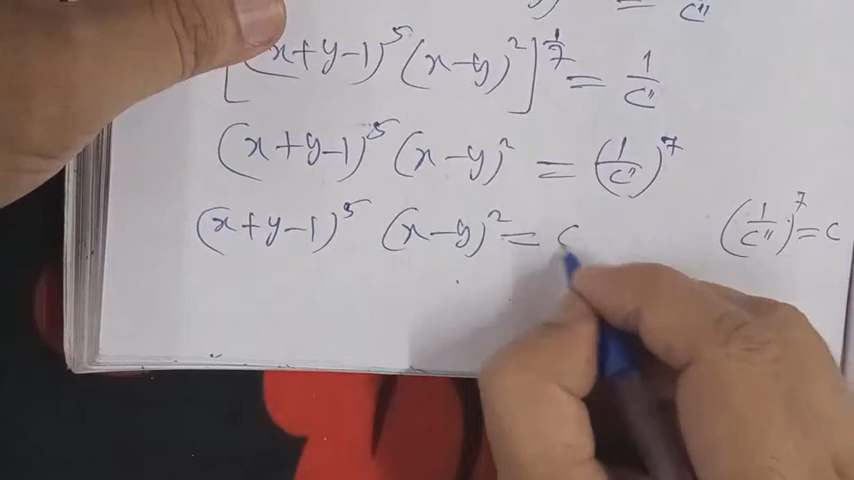 = c''
[(x+y-1)⁵ (x-y)²]^(1/7) = 1/c''
(x+y-1)⁵ (x-y)² = (1/c'')⁷
(x+y-1)⁵ (x-y)² = c (1/c'')⁷ = c